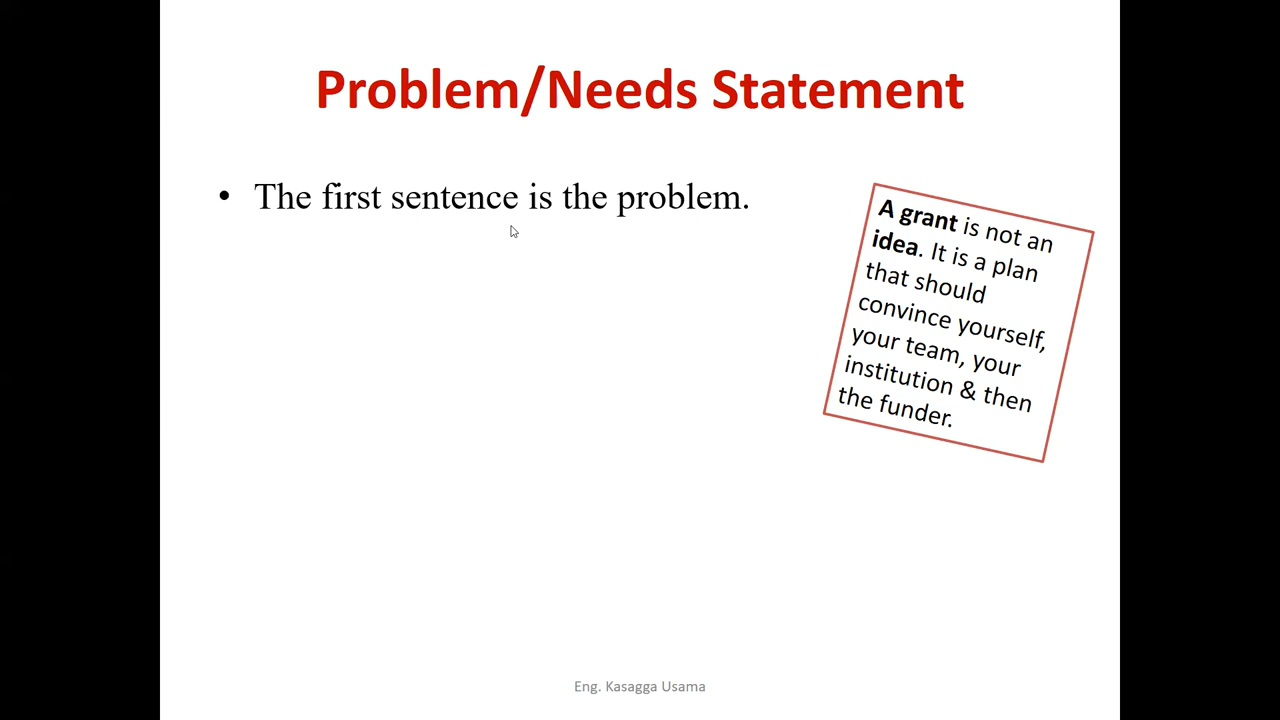 Problem/Needs Statement
• The first sentence is the problem.
A grant is not an
idea. It is a plan
that should
convince yourself,
your team, your
institution & then
the funder.
Eng. Kasagga Usama